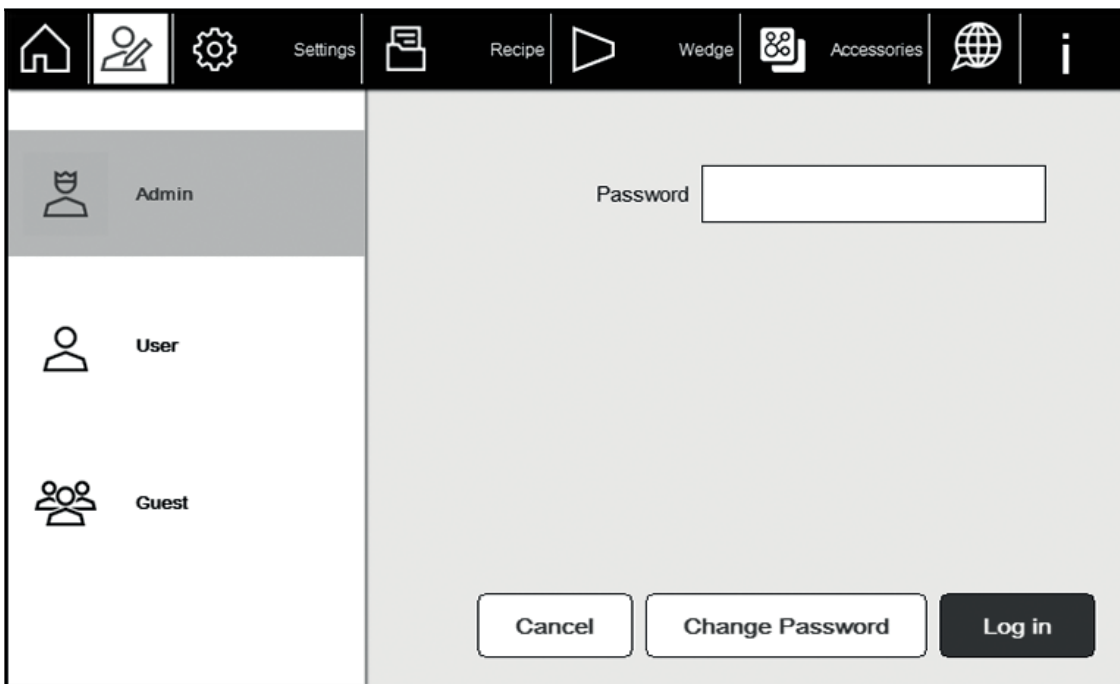 Settings Recipe Wedge Accessories i
Admin
Password
User
Guest
Cancel Change Password Log in